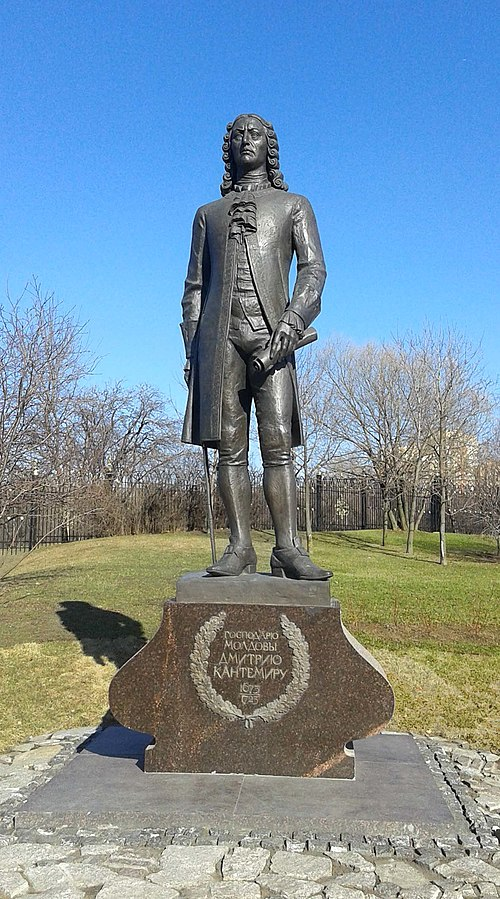 ГОСПОДАРЮ
МОЛДОВЫ
ДМИТРИЮ
КАНТЕМИРУ
1673
1723